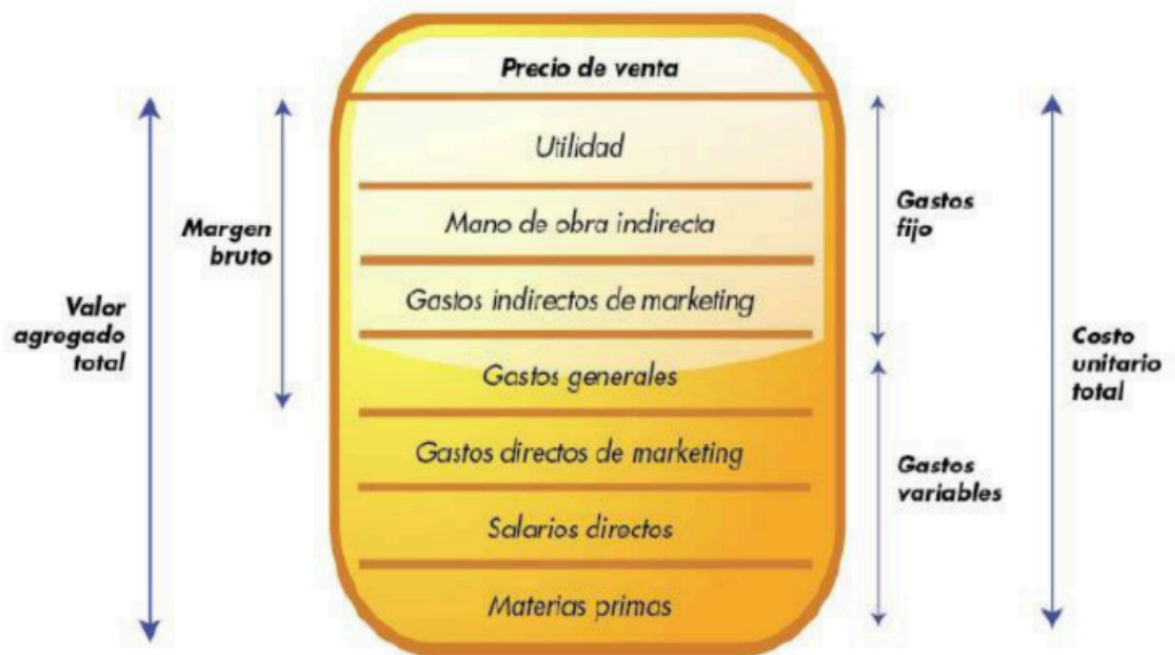 Precio de venta
Utilidad
Mano de obra indirecta
Gastos indirectos de marketing
Gastos generales
Gastos directos de marketing
Salarios directos
Materias primas
Valor
agregado
total
Margen
bruto
Gastos
fijo
Gastos
variables
Costo
unitario
total